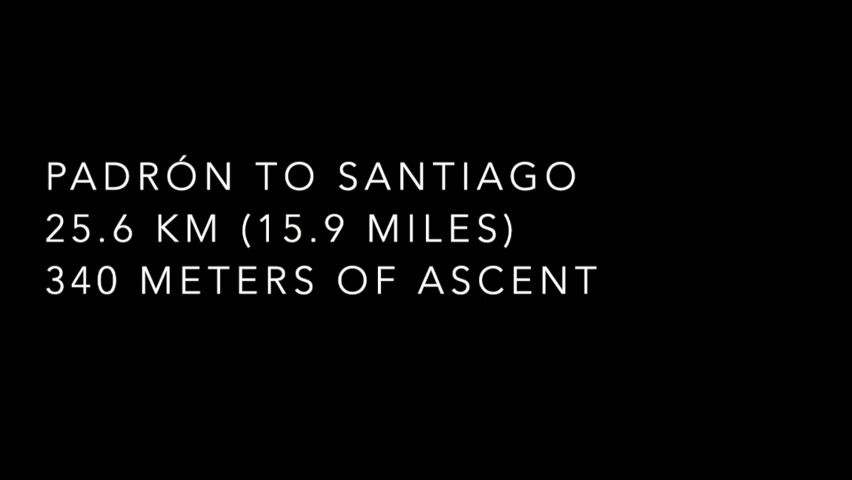 PADRÓN TO SANTIAGO
25.6 KM (15.9 MILES)
340 METERS OF ASCENT